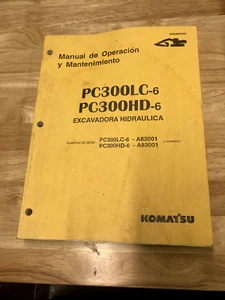 Manual de Operación
y Mantenimiento
PC300LC-6
PC300HD-6
EXCAVADORA HIDRAULICA
PC300LC-6 - A83001
PC300HD-6 - A83001
KOMATSU